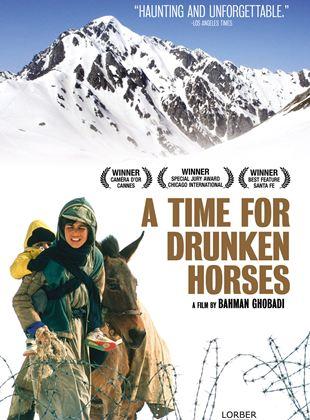 "HAUNTING AND UNFORGETTABLE."
-LOS ANGELES TIMES
WINNER
CAMÉRA D'OR
CANNES
WINNER
SPECIAL JURY AWARD
CHICAGO INTERNATIONAL
WINNER
BEST FEATURE
SANTA FE
A TIME FOR
DRUNKEN
HORSES
A FILM BY BAHMAN GHOBADI
LORBER